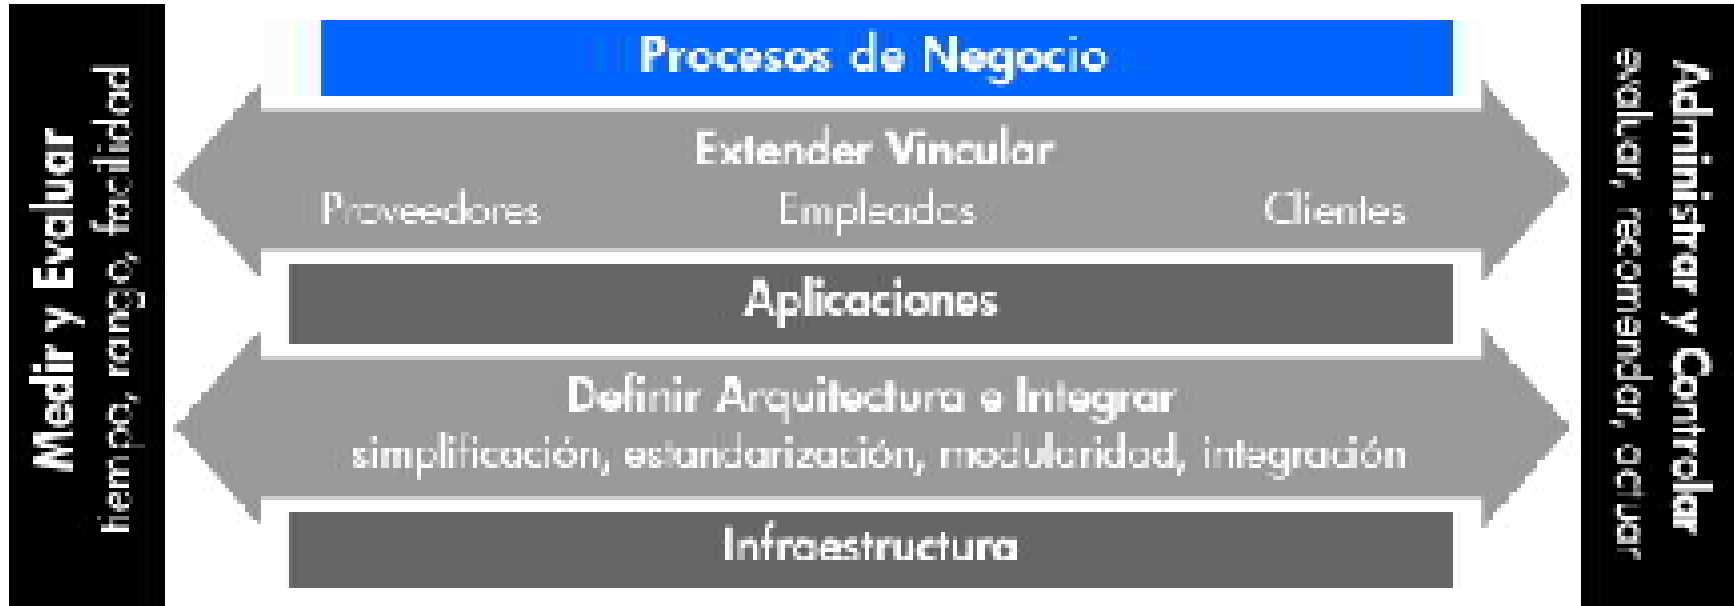 Medir y Evaluar
tiempo, rango, facilidad
Procesos de Negocio
Extender Vincular
Proveedores Empleados Clientes
Aplicaciones
Definir Arquitectura e Integrar
simplificación, estandarización, modularidad, integración
Infraestructura
Administrar y Controlar
evaluar, recomendar, actuar